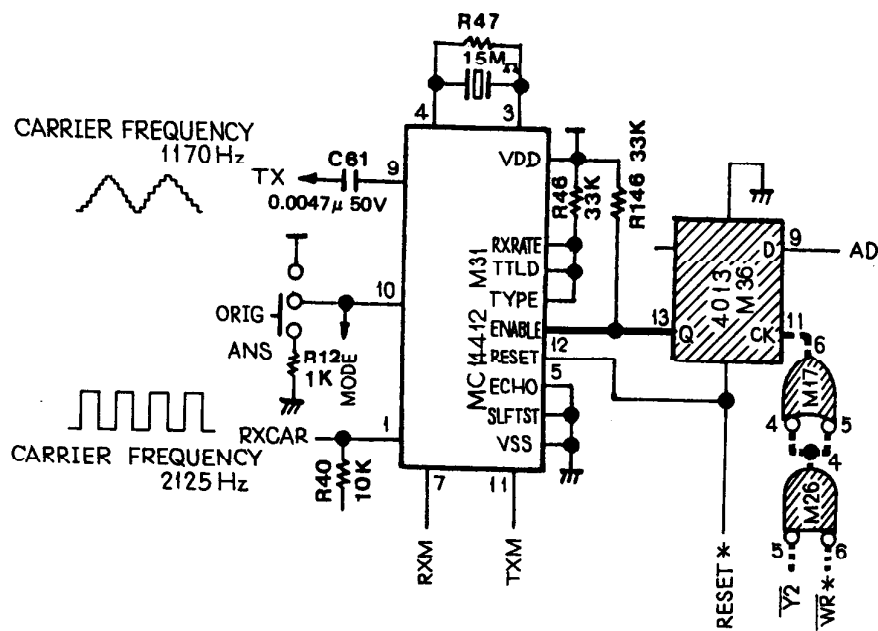 R47
15M
4
3
CARRIER FREQUENCY
1170 Hz
TX
C61
9
0.0047μ 50V
VDD
R46
33K
R146 33K
RXRATE
TTLD
TYPE
M31
MC14412
D
9
AD
4013
M36
10
ORIG
ANS
R12
1K
MODE
ENABLE
13
Q
CK
11
12
RESET
6
M17
4
5
5
ECHO
SLFTST
VSS
RXCAR
1
CARRIER FREQUENCY
2125 Hz
R40
10K
7
11
RXM
TXM
4
M26
5
6
RESET *
Y2
WR *